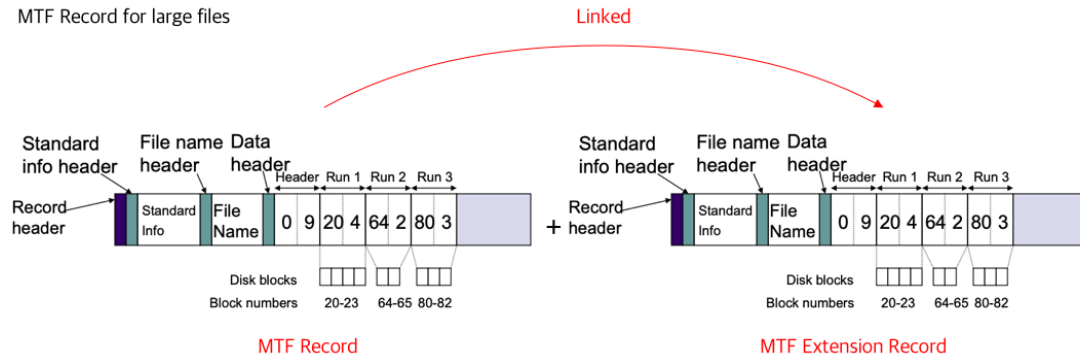 MTF Record for large files
Linked
Standard
info header
File name
header
Data
header
Header Run 1 Run 2 Run 3
Record
header
Standard
Info
File
Name
0 9 20 4 64 2 80 3
Disk blocks
Block numbers 20-23 64-65 80-82
MTF Record
+
Standard
info header
File name
header
Data
header
Header Run 1 Run 2 Run 3
Record
header
Standard
Info
File
Name
0 9 20 4 64 2 80 3
Disk blocks
Block numbers 20-23 64-65 80-82
MTF Extension Record